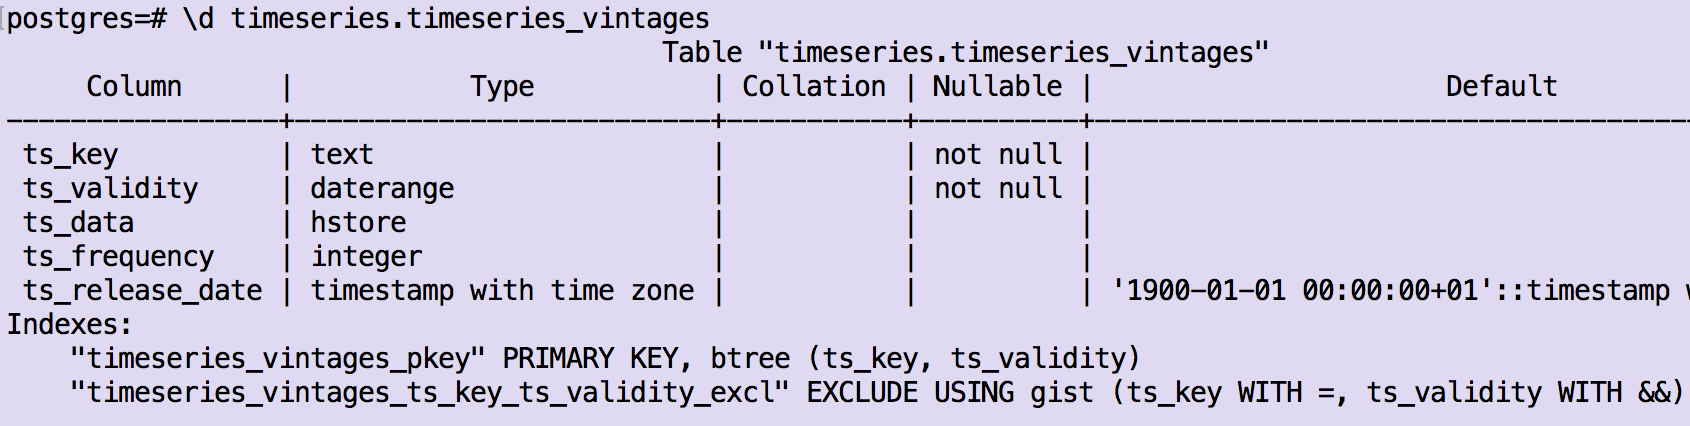 postgres=# \d timeseries.timeseries_vintages
Table "timeseries.timeseries_vintages"
Column | Type | Collation | Nullable | Default
-----------------+--------------------------+-----------+----------+--------------------------------------
ts_key | text | | not null |
ts_validity | daterange | | not null |
ts_data | hstore | | |
ts_frequency | integer | | |
ts_release_date | timestamp with time zone | | | '1900-01-01 00:00:00+01'::timestamp
Indexes:
"timeseries_vintages_pkey" PRIMARY KEY, btree (ts_key, ts_validity)
"timeseries_vintages_ts_key_ts_validity_excl" EXCLUDE USING gist (ts_key WITH =, ts_validity WITH &&)